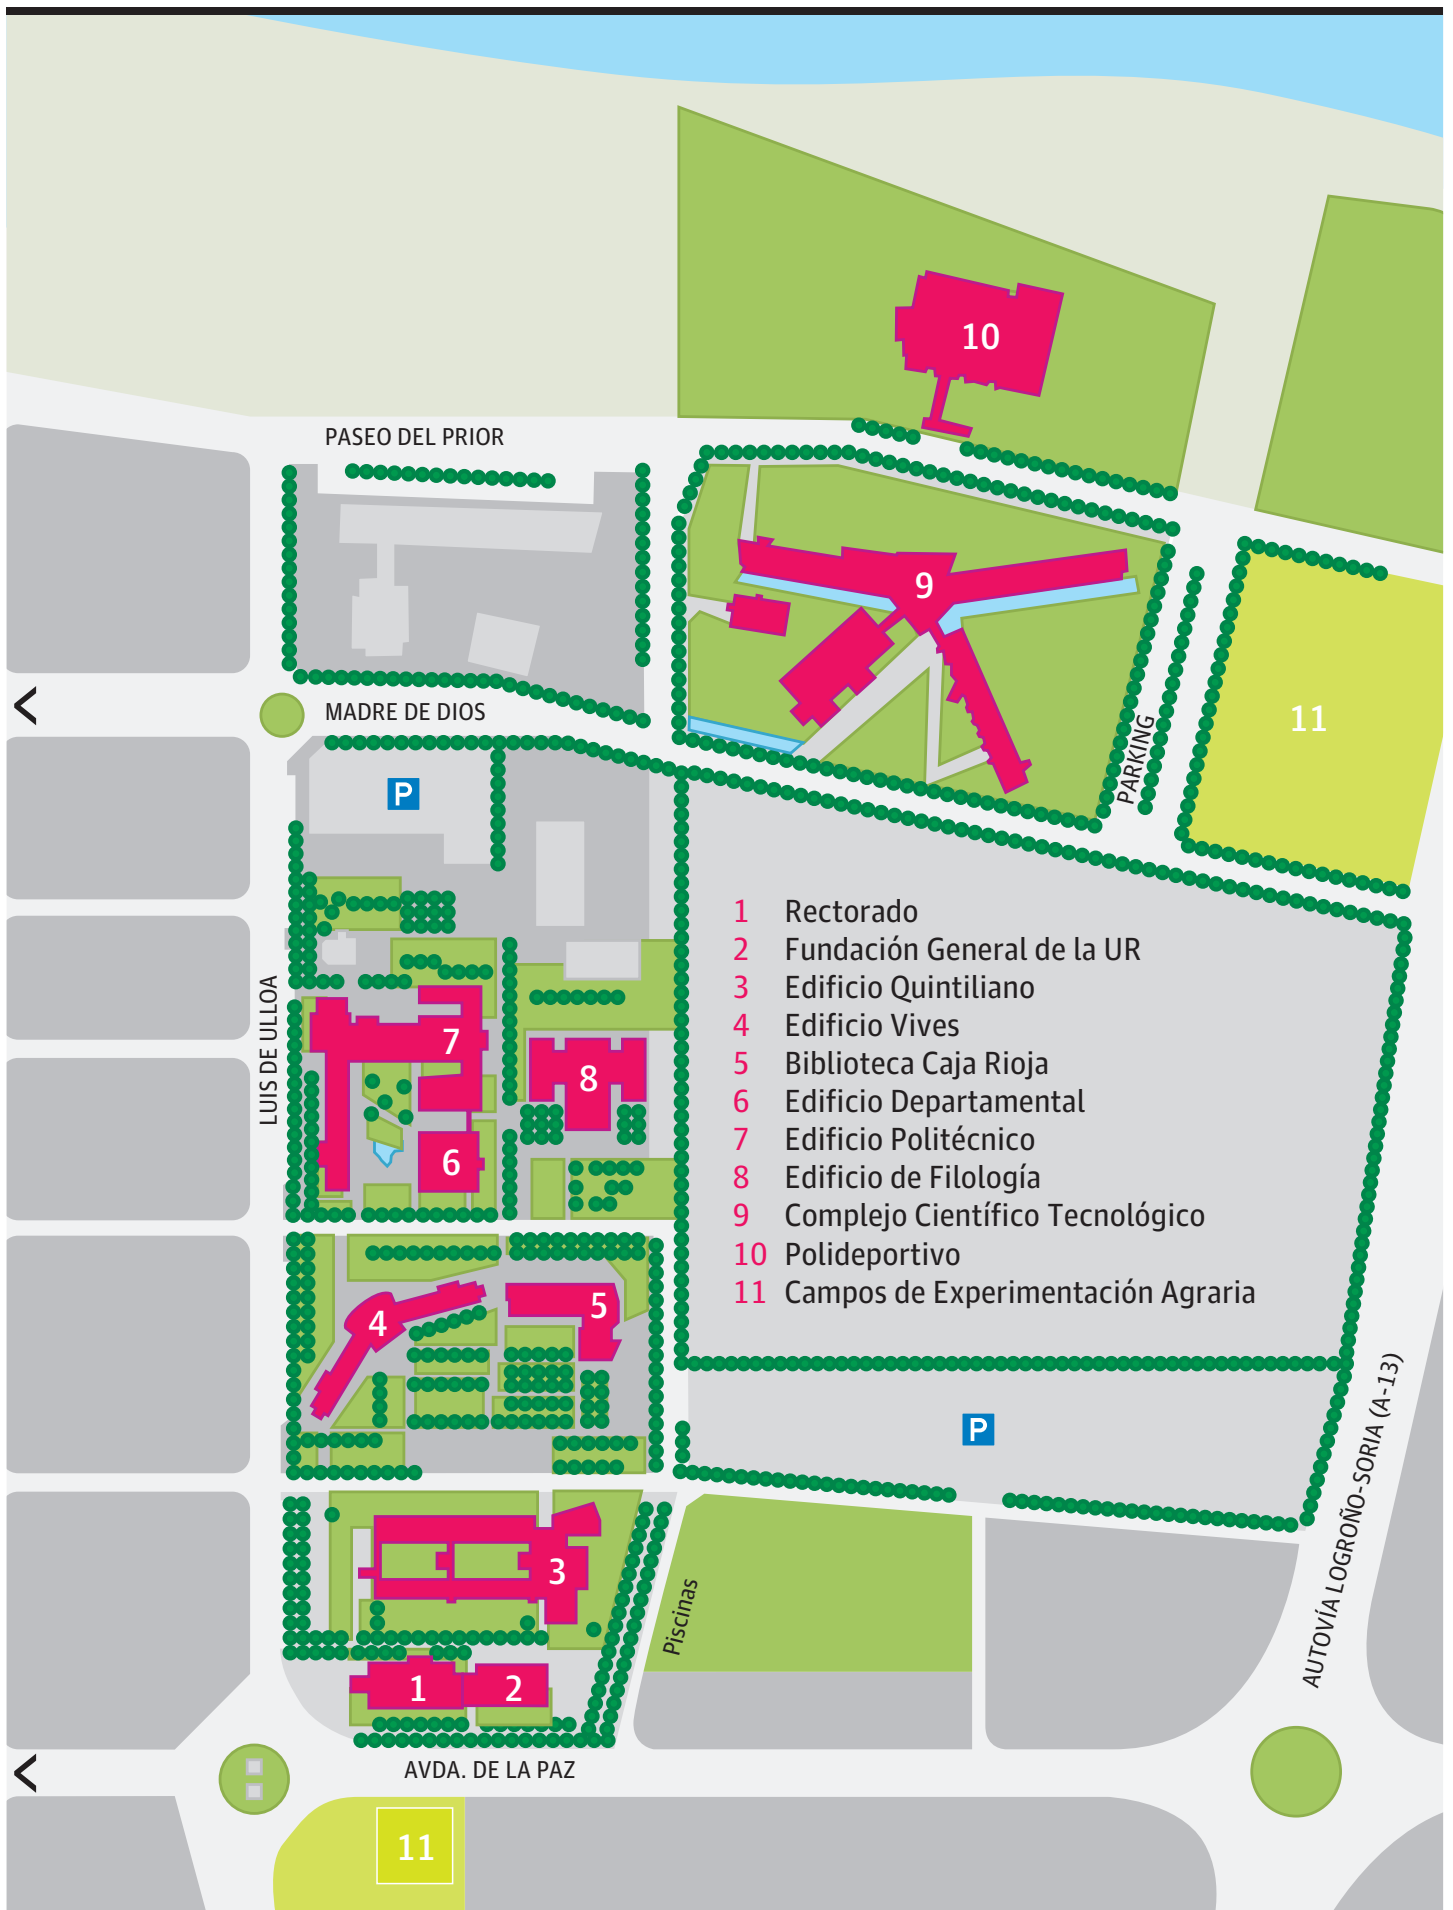 10
PASEO DEL PRIOR
9
11
MADRE DE DIOS
PARKING
P
1 Rectorado
2 Fundación General de la UR
3 Edificio Quintiliano
4 Edificio Vives
5 Biblioteca Caja Rioja
6 Edificio Departamental
7 Edificio Politécnico
8 Edificio de Filología
9 Complejo Científico Tecnológico
10 Polideportivo
11 Campos de Experimentación Agraria
LUIS DE ULLOA
7
8
6
5
4
P
AUTOVÍA LOGROÑO-SORIA (A-13)
3
Piscinas
1
2
AVDA. DE LA PAZ
11